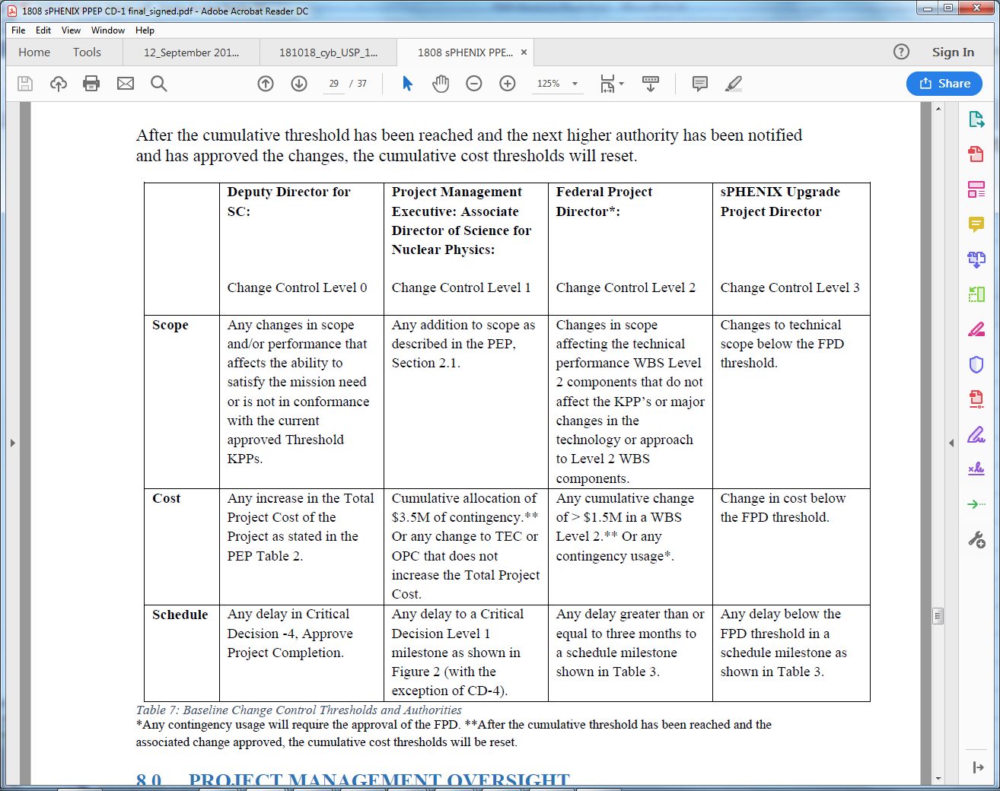 1808 sPHENIX PPEP CD-1 final_signed.pdf - Adobe Acrobat Reader DC
File Edit View Window Help
Home Tools 12_September 201... 181018_cyb_USP_1... 1808 sPHENIX PPE... × Sign In
29 / 37 125% Share
After the cumulative threshold has been reached and the next higher authority has been notified
and has approved the changes, the cumulative cost thresholds will reset.
Deputy Director for
SC:
Change Control Level 0
Project Management
Executive: Associate
Director of Science for
Nuclear Physics:
Change Control Level 1
Federal Project
Director*:
Change Control Level 2
sPHENIX Upgrade
Project Director
Change Control Level 3
Scope
Any changes in scope
and/or performance that
affects the ability to
satisfy the mission need
or is not in conformance
with the current
approved Threshold
KPPs.
Any addition to scope as
described in the PEP,
Section 2.1.
Changes in scope
affecting the technical
performance WBS Level
2 components that do not
affect the KPP’s or major
changes in the
technology or approach
to Level 2 WBS
components.
Changes to technical
scope below the FPD
threshold.
Cost
Any increase in the Total
Project Cost of the
Project as stated in the
PEP Table 2.
Cumulative allocation of
$3.5M of contingency.**
Or any change to TEC or
OPC that does not
increase the Total Project
Cost.
Any cumulative change
of > $1.5M in a WBS
Level 2.** Or any
contingency usage*.
Change in cost below
the FPD threshold.
Schedule
Any delay in Critical
Decision -4, Approve
Project Completion.
Any delay to a Critical
Decision Level 1
milestone as shown in
Figure 2 (with the
exception of CD-4).
Any delay greater than or
equal to three months to
a schedule milestone
shown in Table 3.
Any delay below the
FPD threshold in a
schedule milestone as
shown in Table 3.
Table 7: Baseline Change Control Thresholds and Authorities
*Any contingency usage will require the approval of the FPD. **After the cumulative threshold has been reached and the
associated change approved, the cumulative cost thresholds will be reset.
8.0 PROJECT MANAGEMENT OVERSIGHT